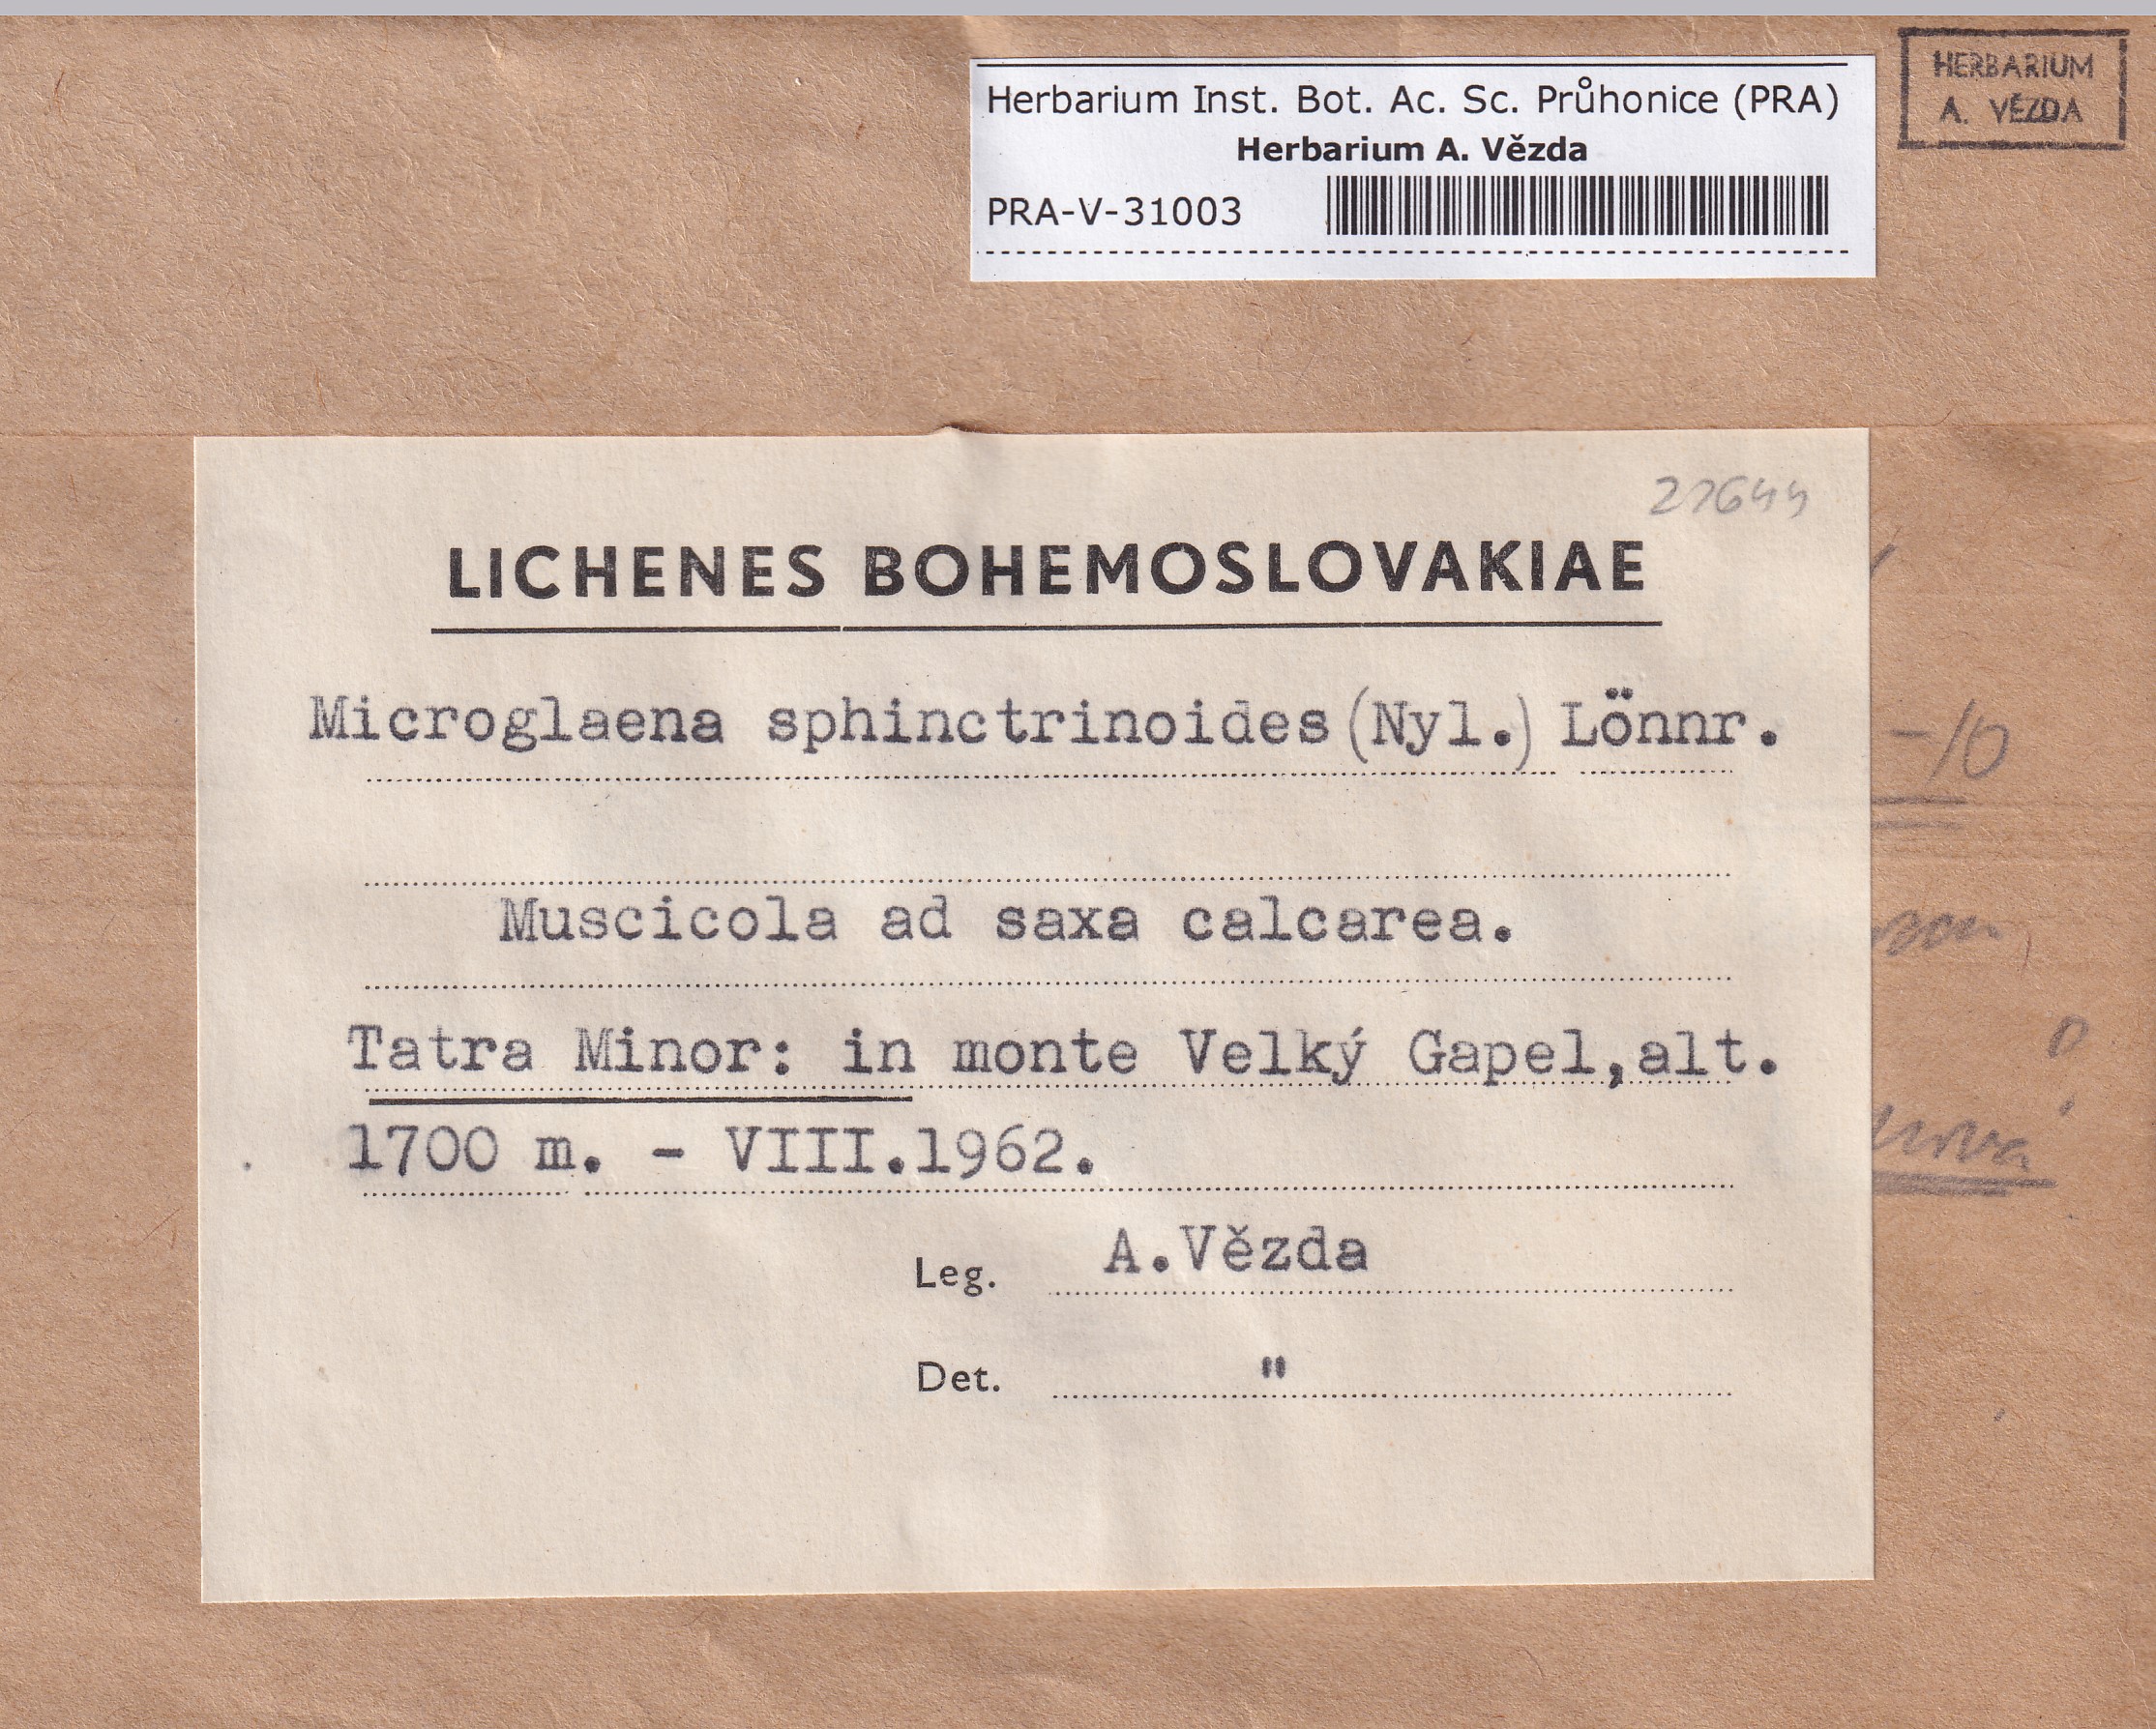 HERBARIUM
A. VĚZDA
Herbarium Inst. Bot. Ac. Sc. Průhonice (PRA)
Herbarium A. Vězda
PRA-V-31003
LICHENES BOHEMOSLOVAKIAE
Microglaena sphinctrinoides (Nyl.) Lönnr.
Muscicola ad saxa calcarea.
Tatra Minor: in monte Velký Gapel, alt.
1700 m. - VIII.1962.
Leg. A.Vězda
Det. "
-10